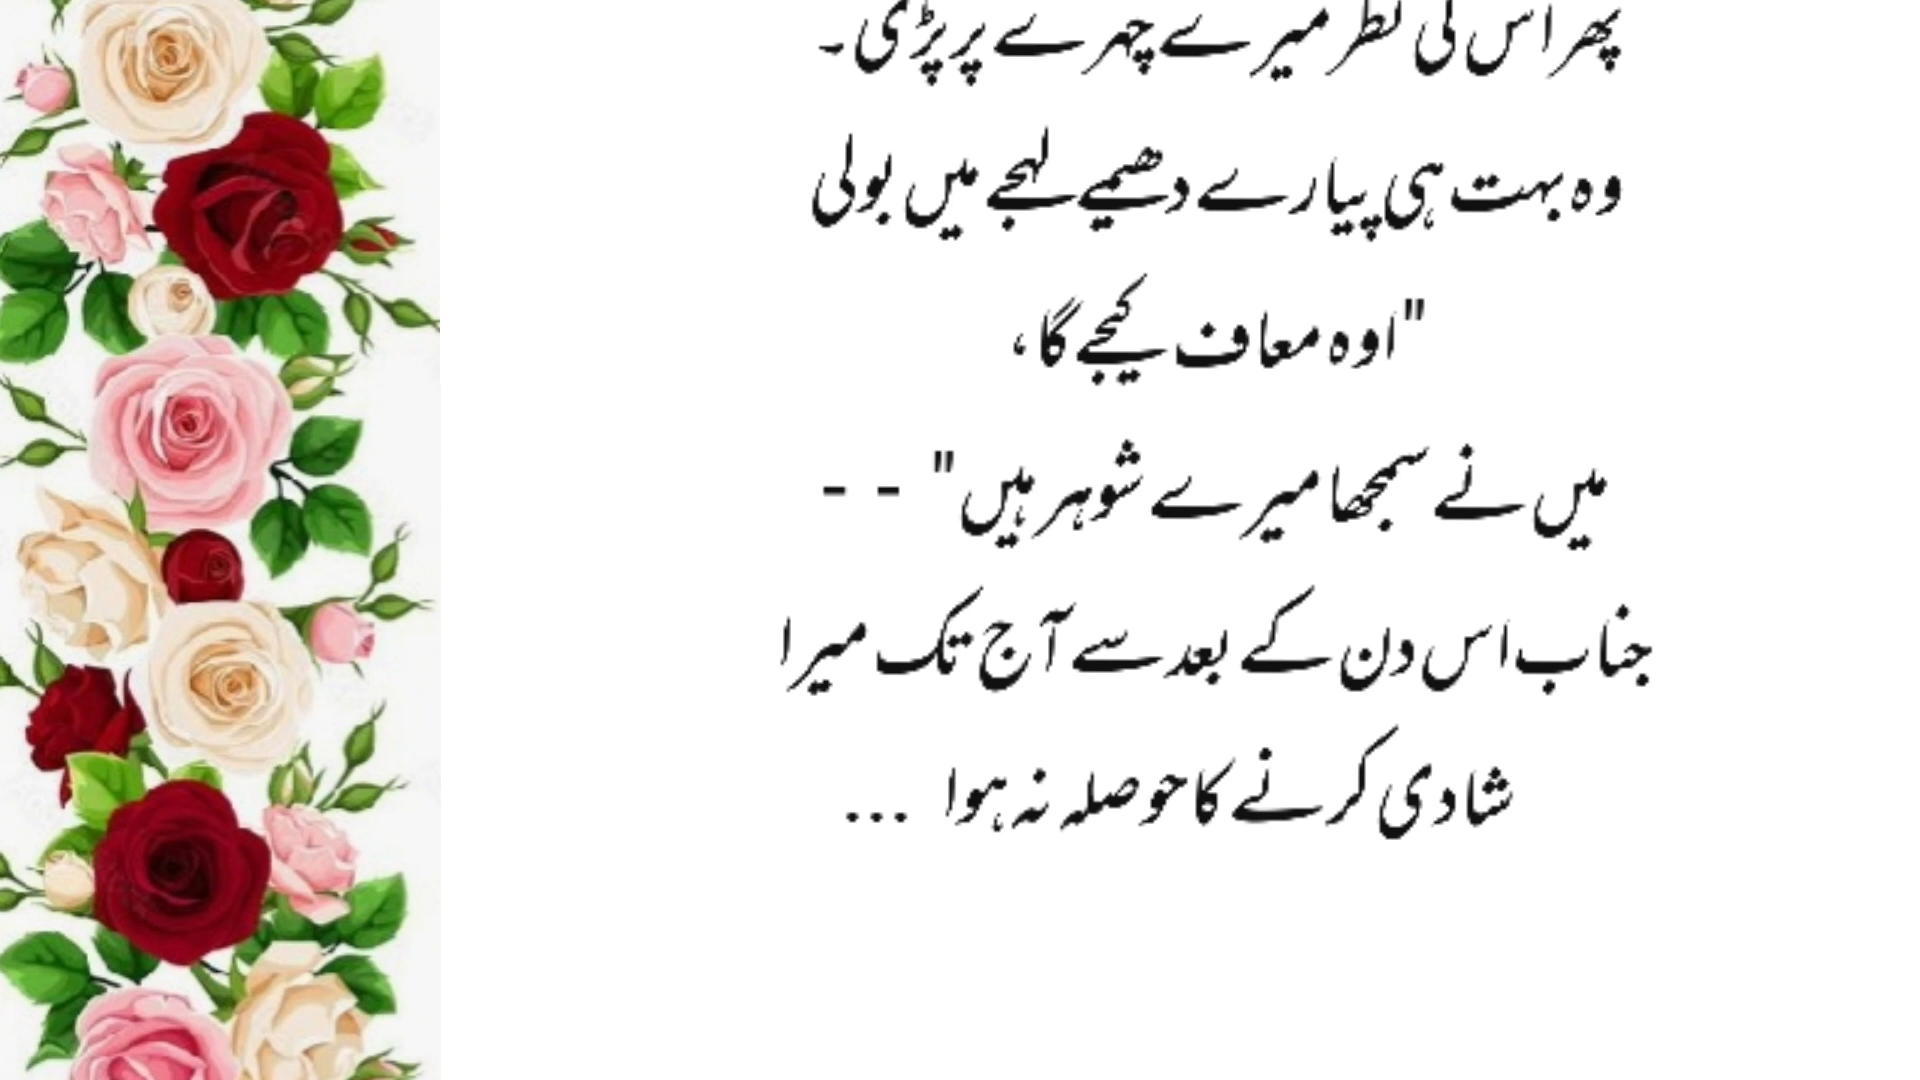 پھر اس کی نظر میرے چہرے پر پڑی۔
وہ بہت ہی پیارے دھیمے لہجے میں بولی
"اوہ معاف کیجے گا،
میں نے سمجھا میرے شوہر ہیں" - -
جناب اس دن کے بعد سے آج تک میرا
شادی کرنے کا حوصلہ نہ ہوا ...